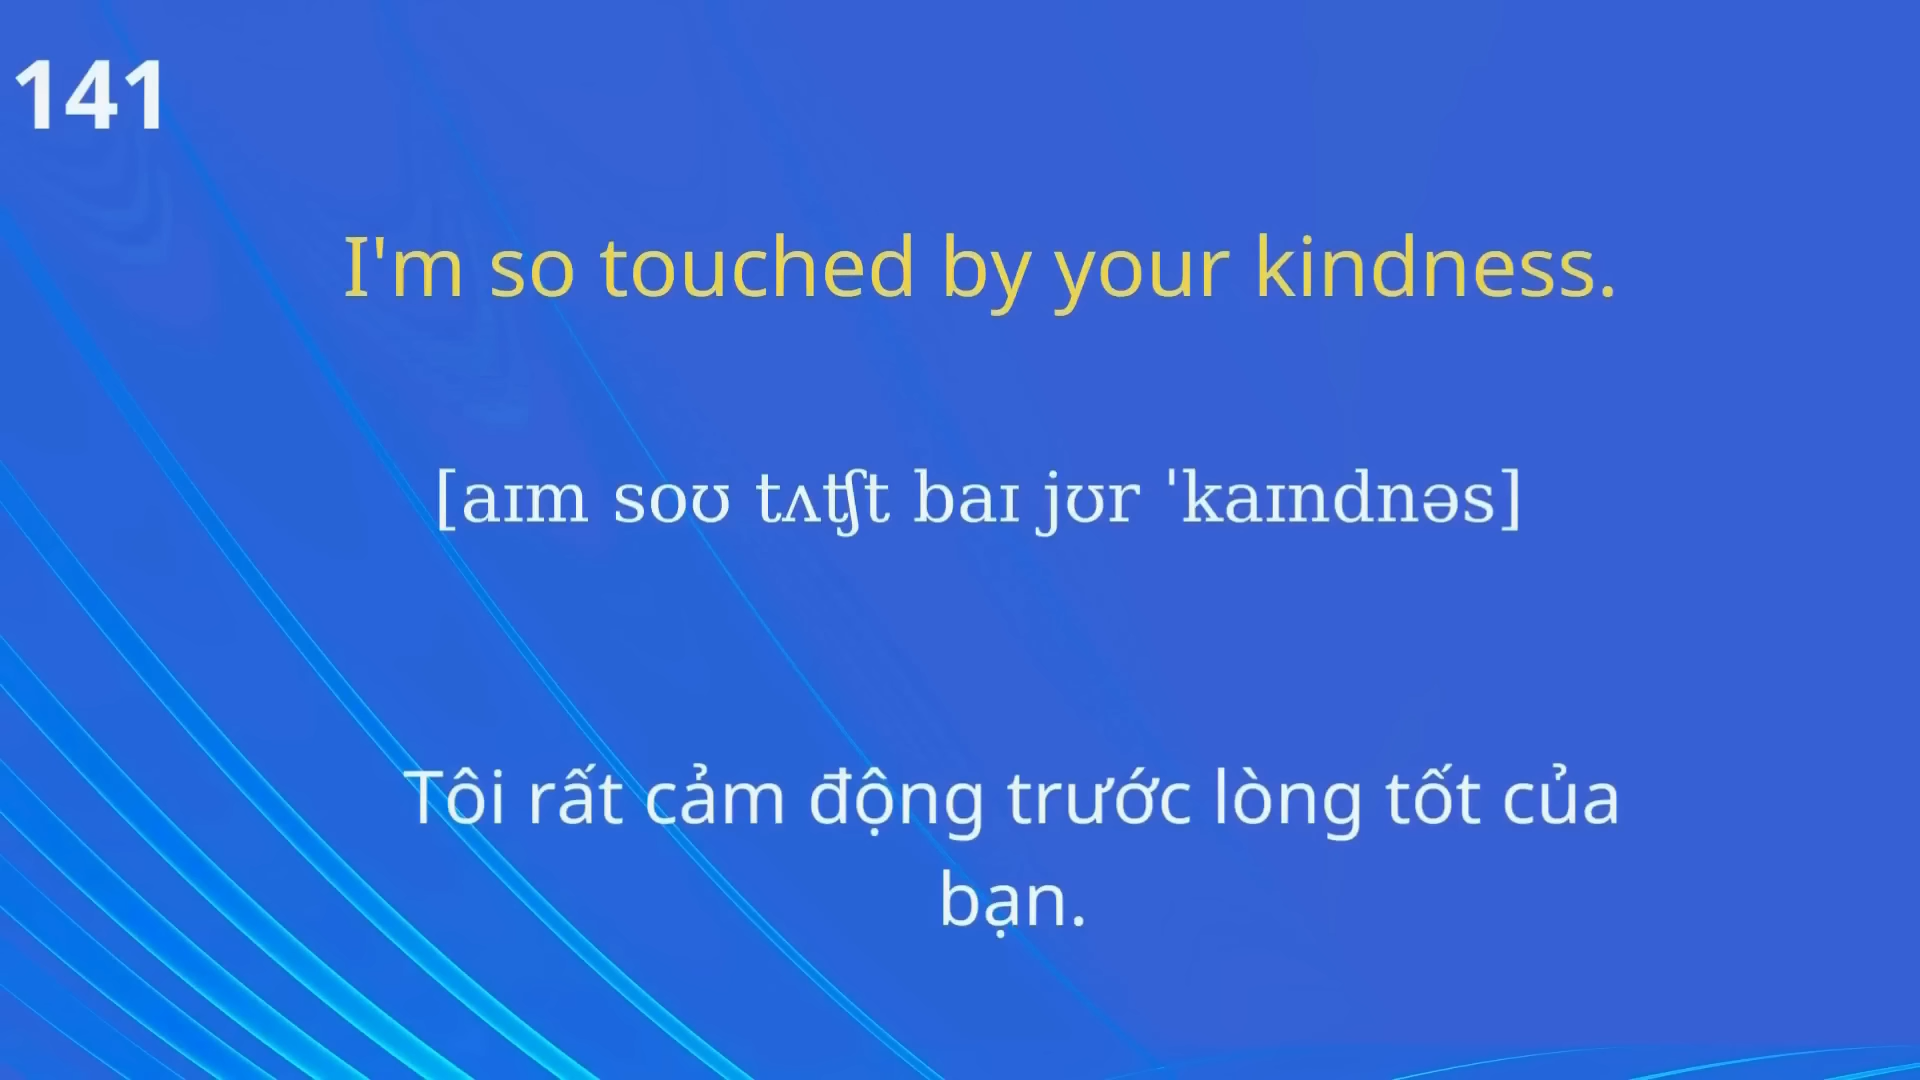 141
I'm so touched by your kindness.
[aɪm soʊ tʌʧt baɪ jʊr ˈkaɪndnəs]
Tôi rất cảm động trước lòng tốt của
bạn.